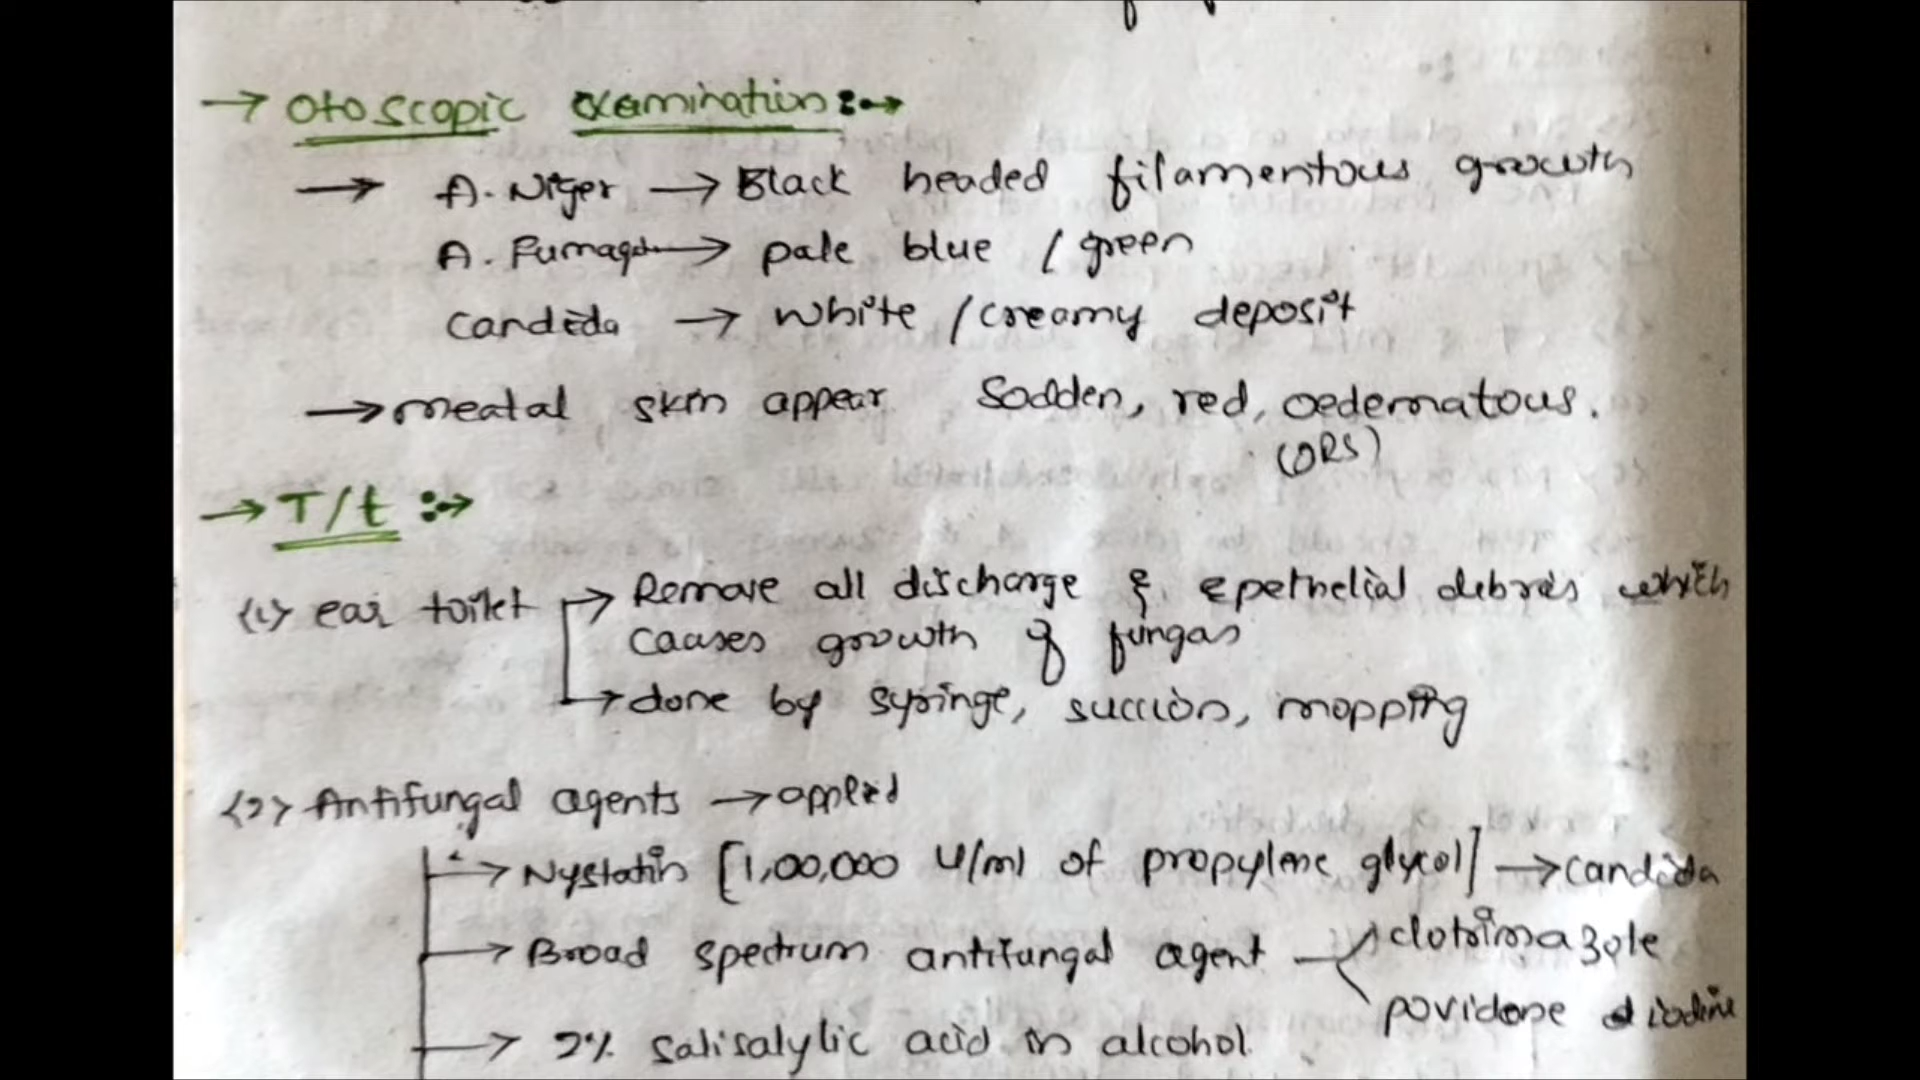 → Otoscopic examination :→
→ A. Niger → Black headed filamentous growth
A. Fumagat → pale blue / green
Candida → white / creamy deposit
→ meatal skin appear Sodden, red, oedematous.
(ORS)
→ T/t :→
<1> ear toilet → Remove all discharge & epethelial debris which
causes growth of fungas
→ done by syringe, succion, mopping
<2> Antifungal agents → applied
→ Nystatin [1,00,000 U/ml of propylene glycol] → candida
→ Broad spectrum antifungal agent clotrimazole
povidone iodine
→ 2% salisalylic acid in alcohol